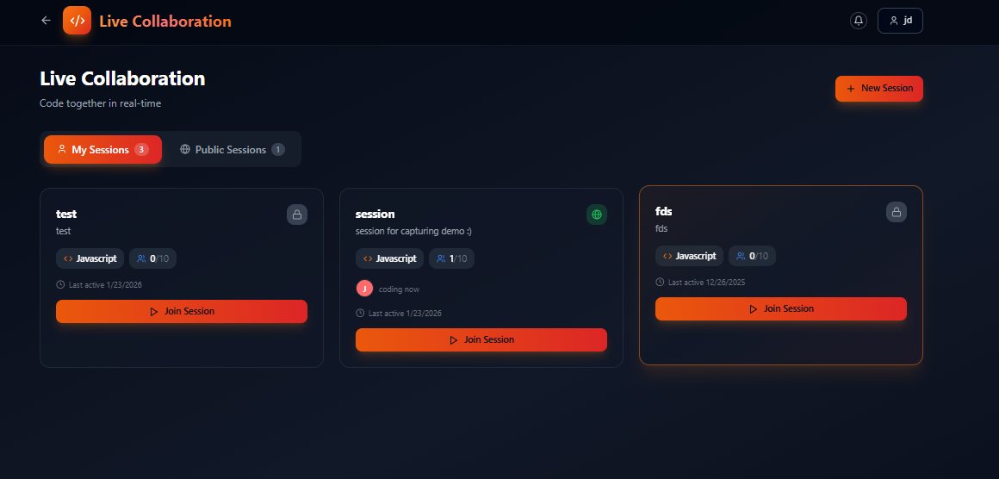 </> Live Collaboration
jd
Live Collaboration
Code together in real-time
+ New Session
My Sessions 3
Public Sessions 1
test
test
Javascript 0/10
Last active 1/23/2026
Join Session
session
session for capturing demo :)
Javascript 1/10
J coding now
Last active 1/23/2026
Join Session
fds
fds
Javascript 0/10
Last active 12/26/2025
Join Session